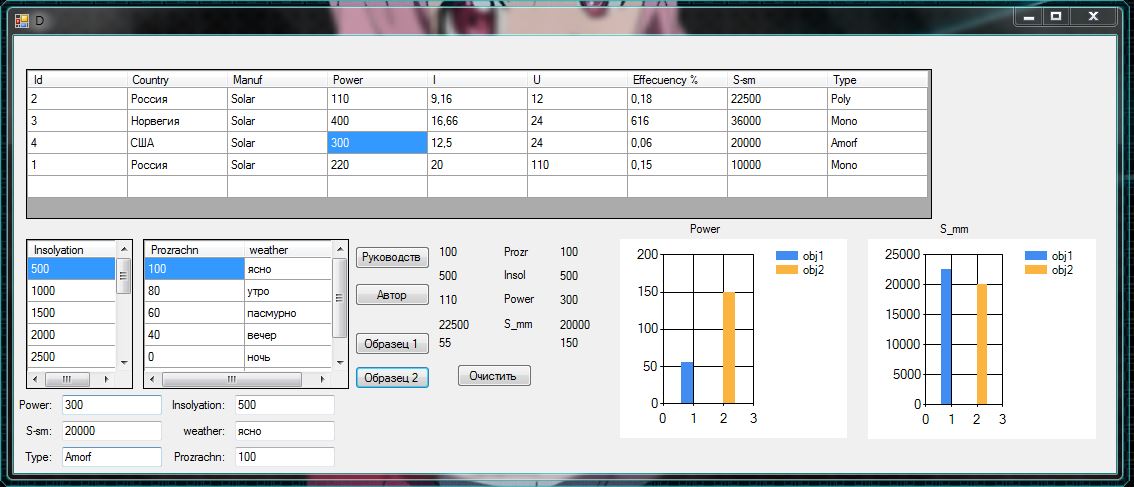 D
Id Country Manuf Power I U Effecuency % S-sm Type
2 Россия Solar 110 9,16 12 0,18 22500 Poly
3 Норвегия Solar 400 16,66 24 616 36000 Mono
4 США Solar 300 12,5 24 0,06 20000 Amorf
1 Россия Solar 220 20 110 0,15 10000 Mono
Insolyation
500
1000
1500
2000
2500
Prozrachn weather
100 ясно
80 утро
60 пасмурно
40 вечер
0 ночь
Руководств
Автор
Образец 1
Образец 2
100 Prozr 100
500 Insol 500
110 Power 300
22500 S_mm 20000
55 150
Очистить
Power: 300 Insolyation: 500
S-sm: 20000 weather: ясно
Type: Amorf Prozrachn: 100
Power
200
150
100
50
0
0 1 2 3
obj1
obj2
S_mm
25000
20000
15000
10000
5000
0
0 1 2 3
obj1
obj2